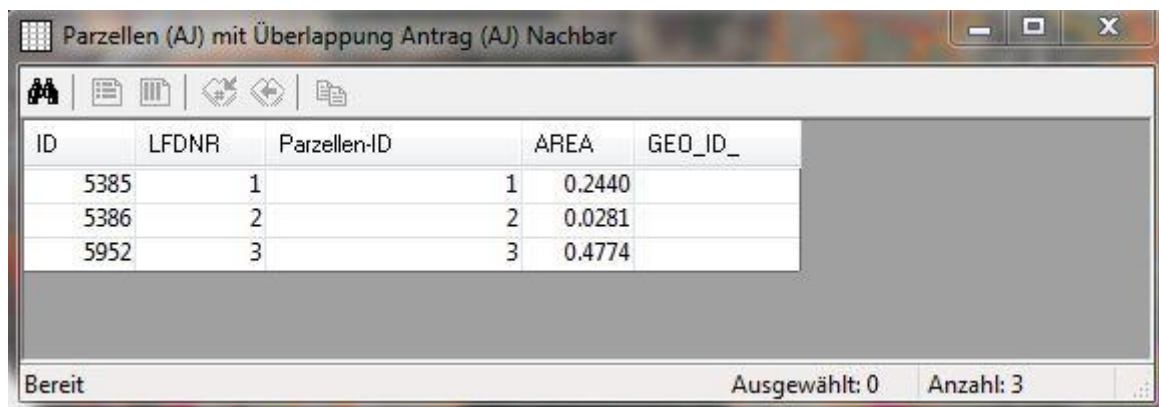 Parzellen (AJ) mit Überlappung Antrag (AJ) Nachbar
ID LFDNR Parzellen-ID AREA GEO_ID_
5385 1 1 0.2440
5386 2 2 0.0281
5952 3 3 0.4774
Bereit Ausgewählt: 0 Anzahl: 3